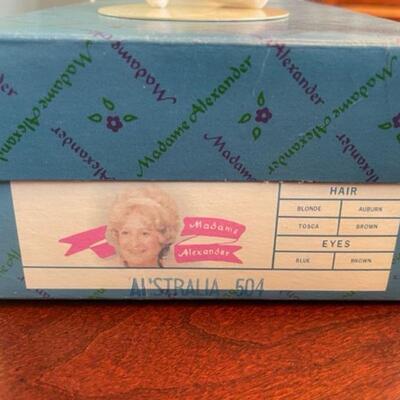 Madame Alexander
Madame Alexander
Madame Alexander
Madame
Alexander
HAIR
BLONDE AUBURN
TOSCA BROWN
EYES
BLUE BROWN
AUSTRALIA 504